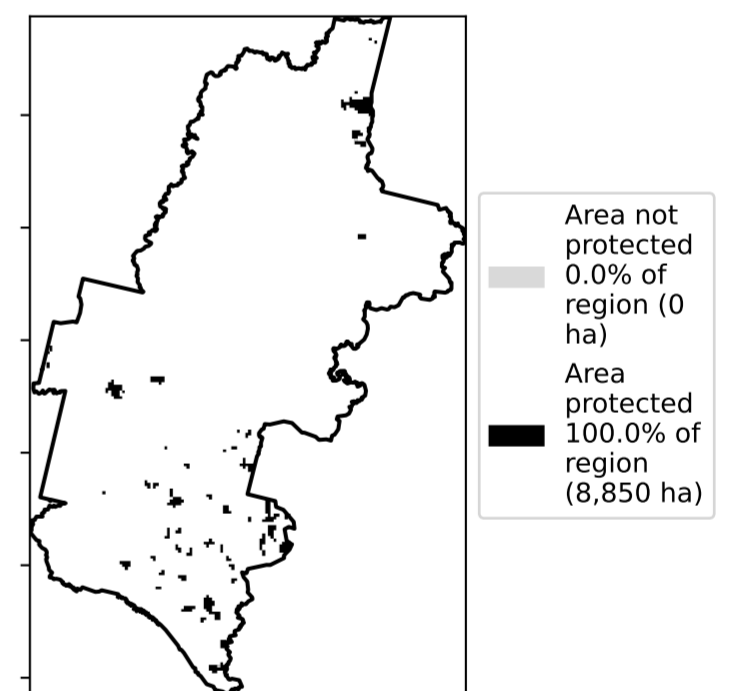 Area not
protected
0.0% of
region (0
ha)
Area
protected
100.0% of
region
(8,850 ha)